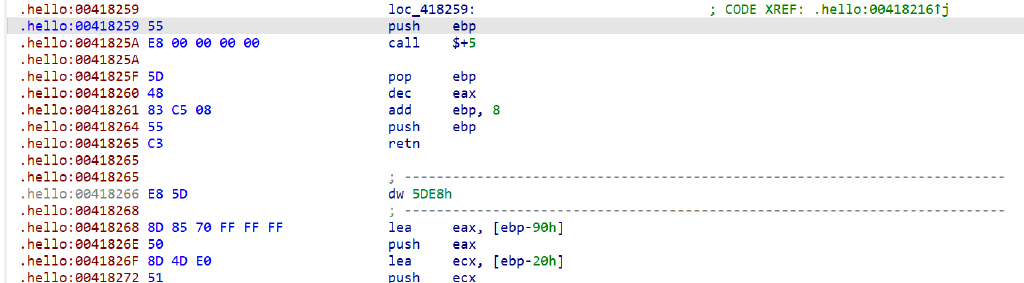 .hello:00418259 loc_418259: ; CODE XREF: .hello:00418216↑j
.hello:00418259 55 push ebp
.hello:0041825A E8 00 00 00 00 call $+5
.hello:0041825A
.hello:0041825F 5D pop ebp
.hello:00418260 48 dec eax
.hello:00418261 83 C5 08 add ebp, 8
.hello:00418264 55 push ebp
.hello:00418265 C3 retn
.hello:00418265
.hello:00418265 ; ---------------------------------------------------------------------------
.hello:00418266 E8 5D dw 5DE8h
.hello:00418268 ; ---------------------------------------------------------------------------
.hello:00418268 8D 85 70 FF FF FF lea eax, [ebp-90h]
.hello:0041826E 50 push eax
.hello:0041826F 8D 4D E0 lea ecx, [ebp-20h]
.hello:00418272 51 push ecx